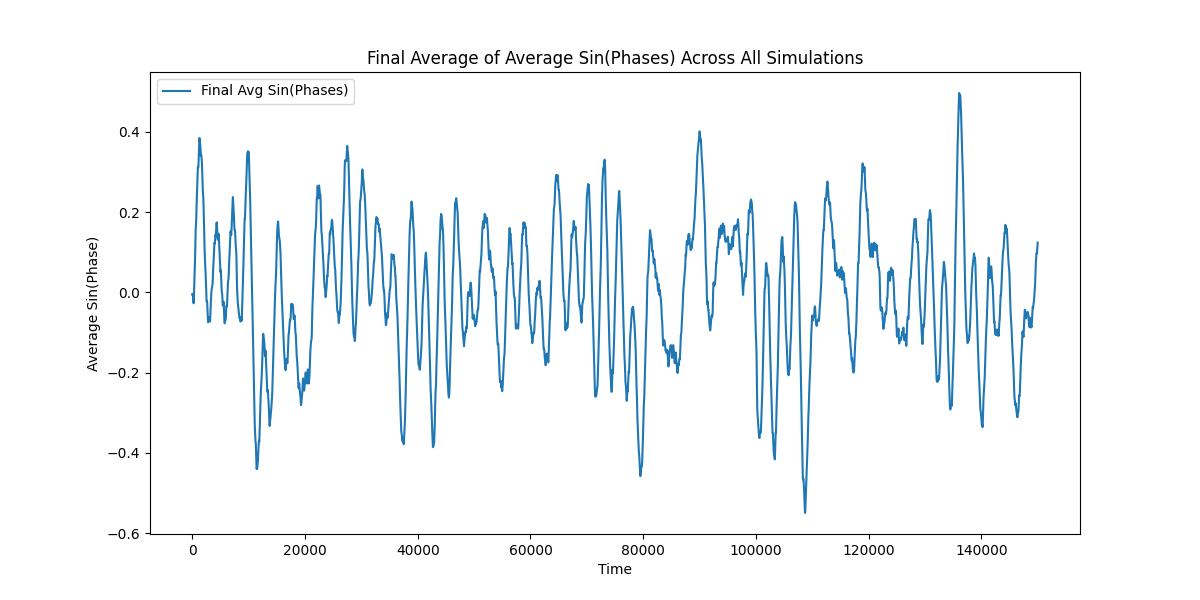 Final Average of Average Sin(Phases) Across All Simulations
Final Avg Sin(Phases)
Average Sin(Phase)
0.4
0.2
0.0
−0.2
−0.4
−0.6
0 20000 40000 60000 80000 100000 120000 140000
Time